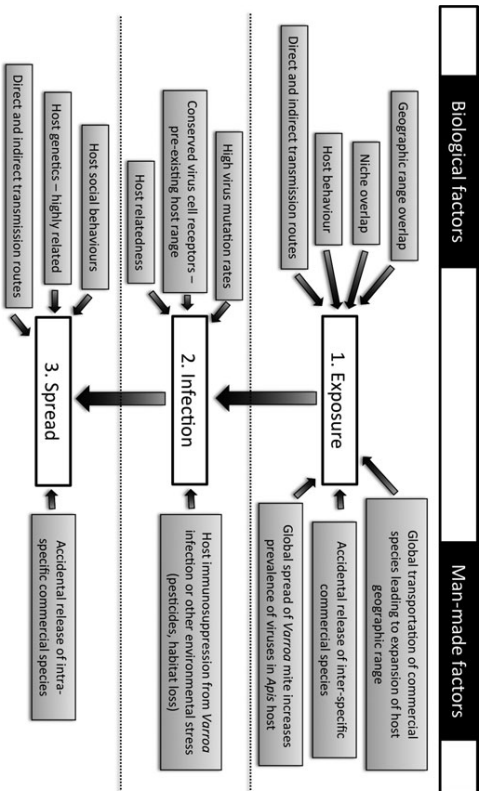 Biological factors
Man-made factors
Geographic range overlap
Niche overlap
Host behaviour
Direct and indirect transmission routes
1. Exposure
Global transportation of commercial
species leading to expansion of host
geographic range
Accidental release of inter-specific
commercial species
Global spread of Varroa mite increases
prevalence of viruses in Apis host
High virus mutation rates
Conserved virus cell receptors –
pre-existing host range
Host relatedness
2. Infection
Host immunosuppression from Varroa
infection or other environmental stress
(pesticides, habitat loss)
Host social behaviours
Host genetics – highly related
Direct and indirect transmission routes
3. Spread
Accidental release of intra-
specific commercial species